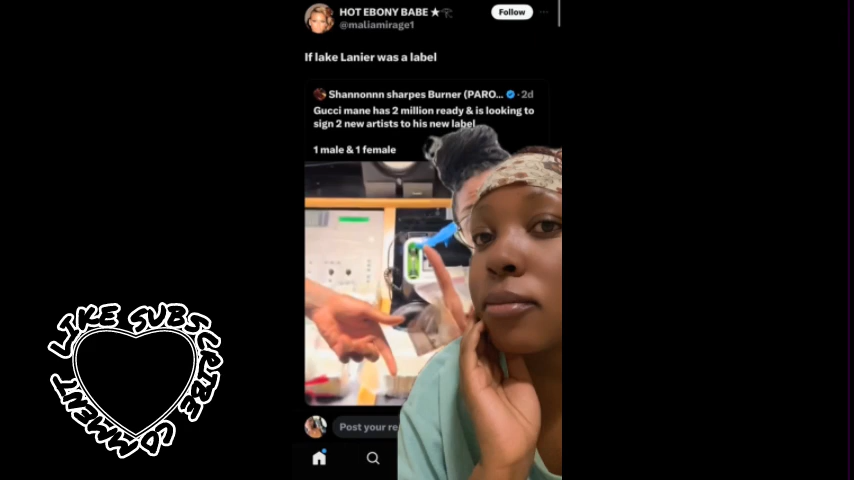 HOT EBONY BABE ★
@maliamirage1
Follow
If lake Lanier was a label
Shannonnn sharpes Burner (PARO... · 2d
Gucci mane has 2 million ready & is looking to
sign 2 new artists to his new label
1 male & 1 female
Post your re
LIKE SUBSCRIBE COMMENT